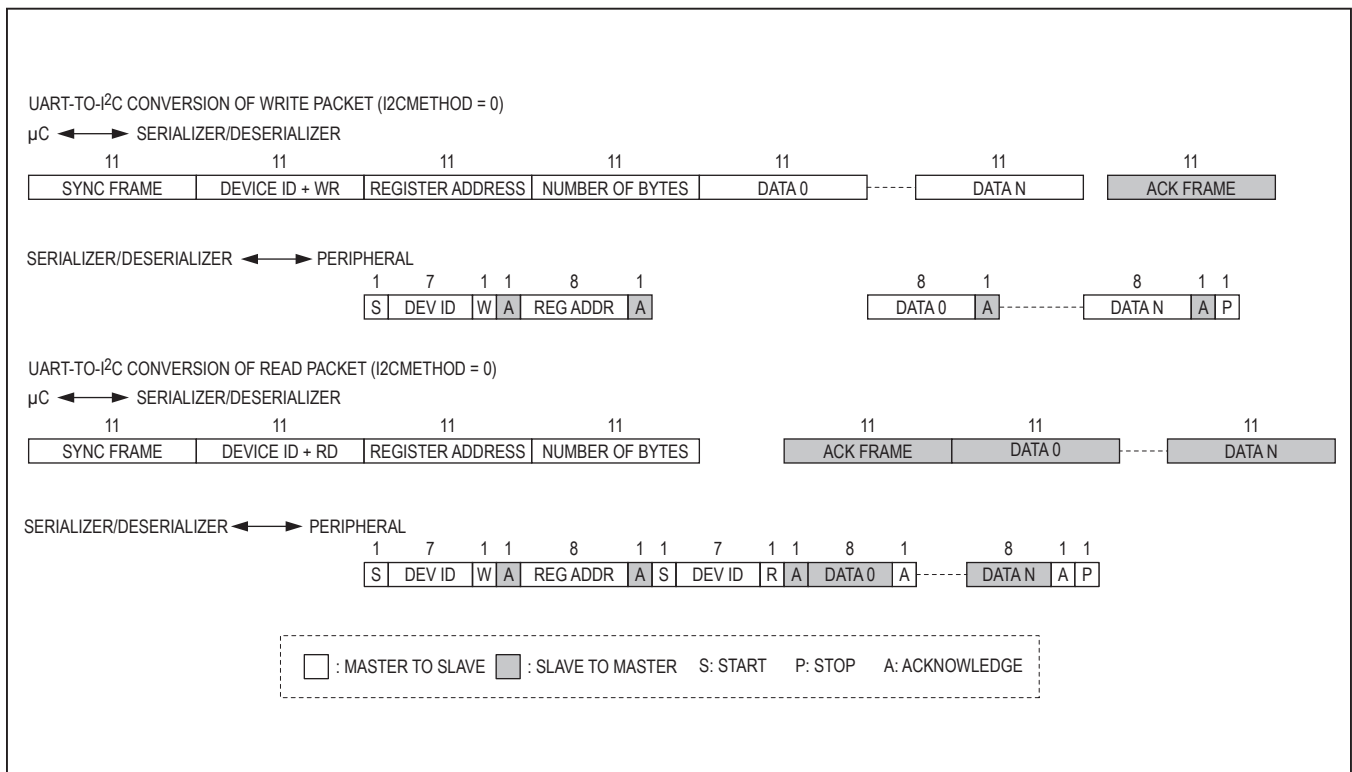 UART-TO-I2C CONVERSION OF WRITE PACKET (I2CMETHOD = 0)
µC SERIALIZER/DESERIALIZER
11 11 11 11 11 11 11
SYNC FRAME DEVICE ID + WR REGISTER ADDRESS NUMBER OF BYTES DATA 0 DATA N ACK FRAME
SERIALIZER/DESERIALIZER PERIPHERAL
1 7 1 1 8 1 8 1 8 1 1
S DEV ID W A REG ADDR A DATA 0 A DATA N A P
UART-TO-I2C CONVERSION OF READ PACKET (I2CMETHOD = 0)
µC SERIALIZER/DESERIALIZER
11 11 11 11 11 11 11
SYNC FRAME DEVICE ID + RD REGISTER ADDRESS NUMBER OF BYTES ACK FRAME DATA 0 DATA N
SERIALIZER/DESERIALIZER PERIPHERAL
1 7 1 1 8 1 1 7 1 1 8 1 8 1 1
S DEV ID W A REG ADDR A S DEV ID R A DATA 0 A DATA N A P
: MASTER TO SLAVE : SLAVE TO MASTER S: START P: STOP A: ACKNOWLEDGE